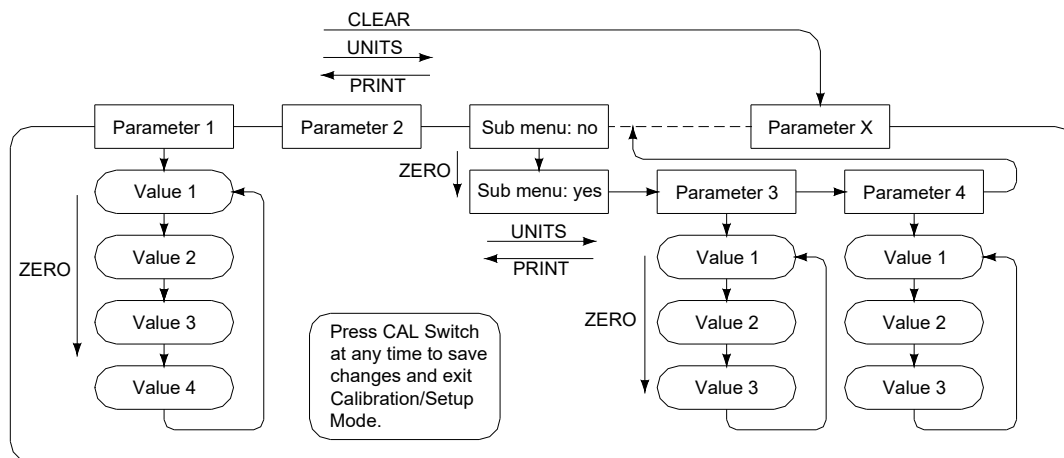 CLEAR
UNITS
PRINT
Parameter 1
Parameter 2
Sub menu: no
Parameter X
ZERO
Value 1
Sub menu: yes
Parameter 3
Parameter 4
UNITS
PRINT
ZERO
Value 2
Value 3
Value 4
Press CAL Switch
at any time to save
changes and exit
Calibration/Setup
Mode.
ZERO
Value 1
Value 2
Value 3
Value 1
Value 2
Value 3